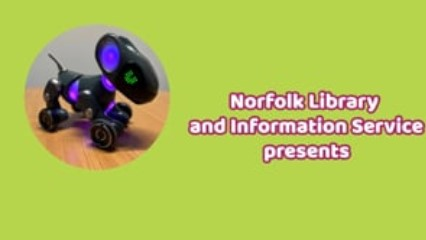 Norfolk Library
and Information Service
presents